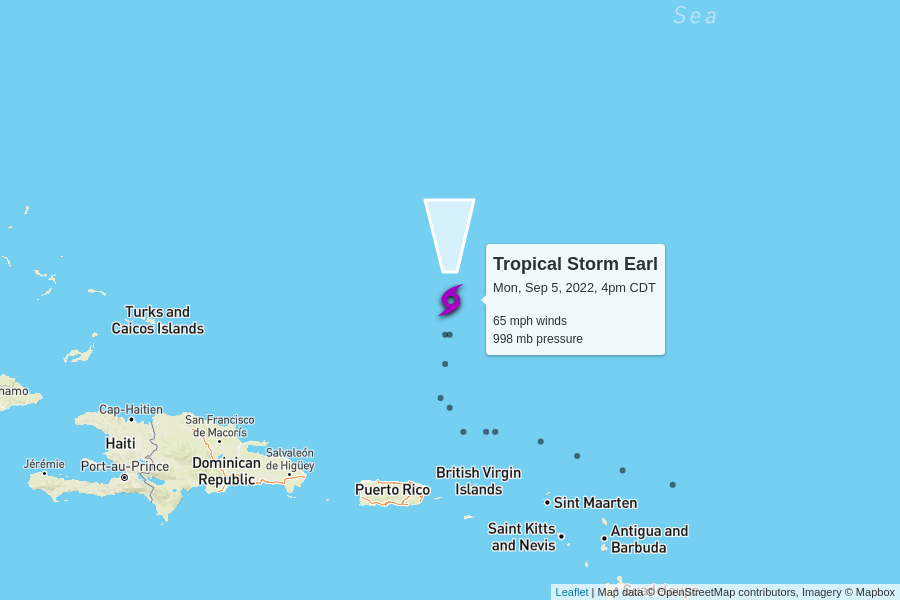 Sea
Tropical Storm Earl
Mon, Sep 5, 2022, 4pm CDT
65 mph winds
998 mb pressure
Turks and
Caicos Islands
namo
Cap-Haitien
San Francisco
de Macorís
Haiti
Salvaleón
de Higüey
Jérémie
Port-au-Prince
Dominican
Republic
British Virgin
Islands
Puerto Rico
Sint Maarten
Saint Kitts
and Nevis
Antigua and
Barbuda
Leaflet | Map data © OpenStreetMap contributors, Imagery © Mapbox